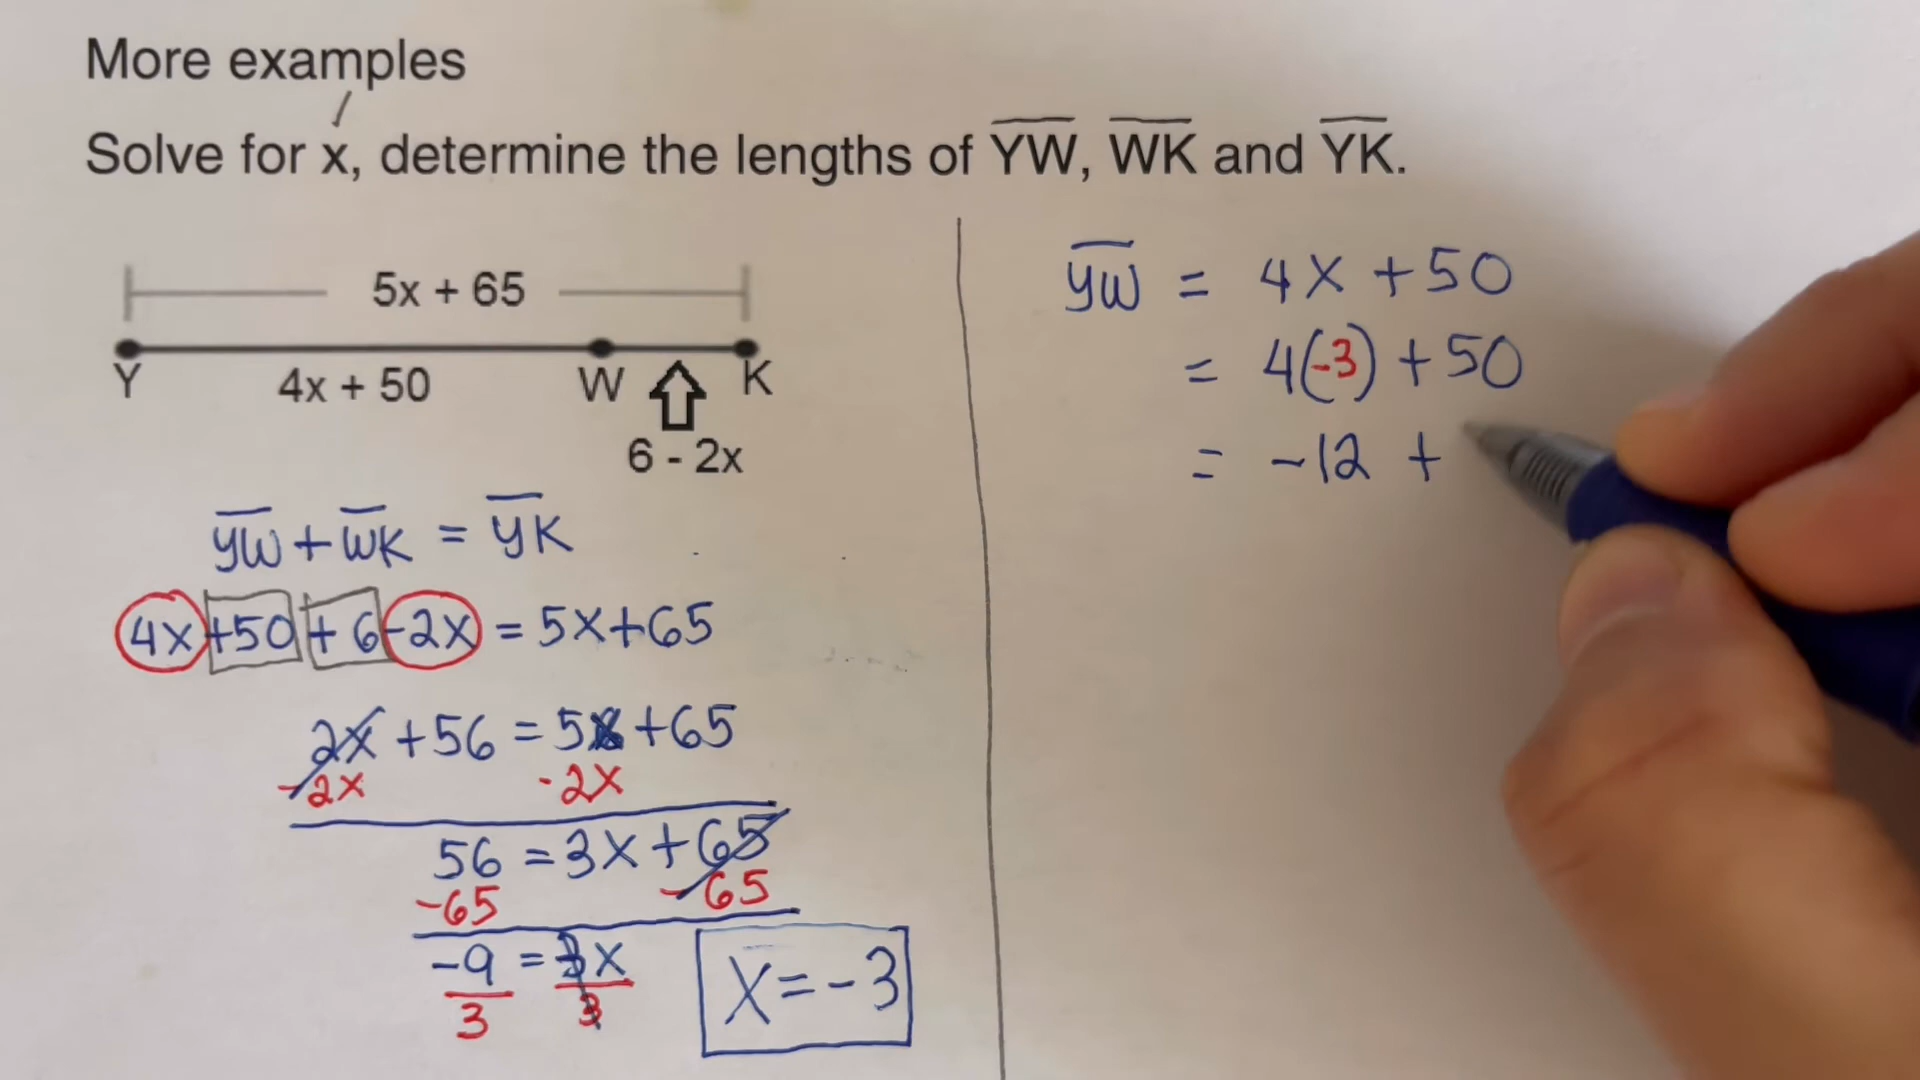 More examples
Solve for x, determine the lengths of YW, WK and YK.
5x + 65
Y 4x + 50 W K
6 - 2x
YW + WK = YK
4x +50 + 6 -2x = 5x+65
2x +56 = 5x +65
-2x -2x
56 = 3x +65
-65 -65
-9 = 3x
3 3
x = -3
YW = 4x +50
= 4(-3) +50
= -12 +